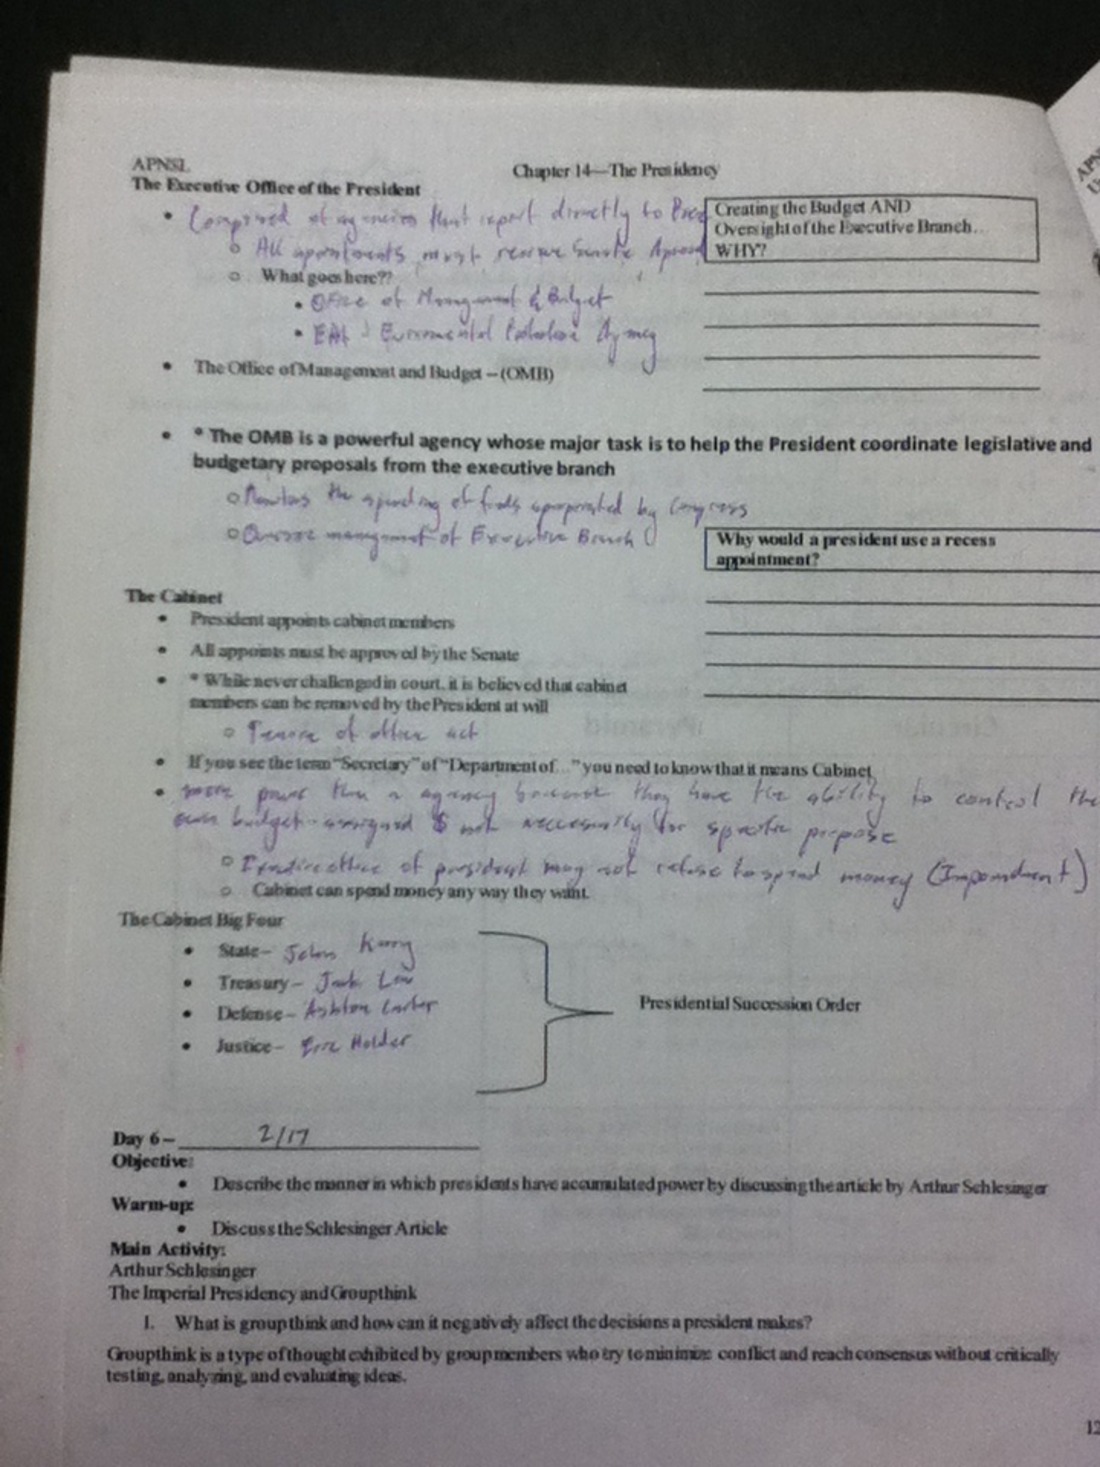 APNSL
Chapter 14—The Presidency
The Executive Office of the President
• Comprised of agencies that report directly to Pres
o All appointments must receive Senate Approval
o What goes here??
• Office of Management & Budget
• EPA : Agency
• The Office of Management and Budget – (OMB)
Creating the Budget AND
Oversight of the Executive Branch...
WHY?
• * The OMB is a powerful agency whose major task is to help the President coordinate legislative and
budgetary proposals from the executive branch
o Monitors the spending of funds by Congress
o management of Executive Branch
Why would a president use a recess
appointment?
The Cabinet
• President appoints cabinet members
• All appoints must be approved by the Senate
• * While never challenged in court, it is believed that cabinet
members can be removed by the President at will
o Tenure of office act
• If you see the term "Secretary" of "Department of..." you need to know that it means Cabinet
• more power than a agency because they have the ability to control the
own budget - assigned $ not necessarily for specific purpose
o of president may not refuse to spend money (Impoundment)
o Cabinet can spend money any way they want.
The Cabinet Big Four
• State – John Kerry
• Treasury – Jack Lew
• Defense – Ashton Carter
• Justice – Eric Holder
Presidential Succession Order
Day 6 – 2/17
Objective:
• Describe the manner in which presidents have accumulated power by discussing the article by Arthur Schlesinger
Warm-up:
• Discuss the Schlesinger Article
Main Activity:
Arthur Schlesinger
The Imperial Presidency and Groupthink
1. What is groupthink and how can it negatively affect the decisions a president makes?
Groupthink is a type of thought exhibited by group members who try to minimize conflict and reach consensus without critically
testing, analyzing, and evaluating ideas.
12